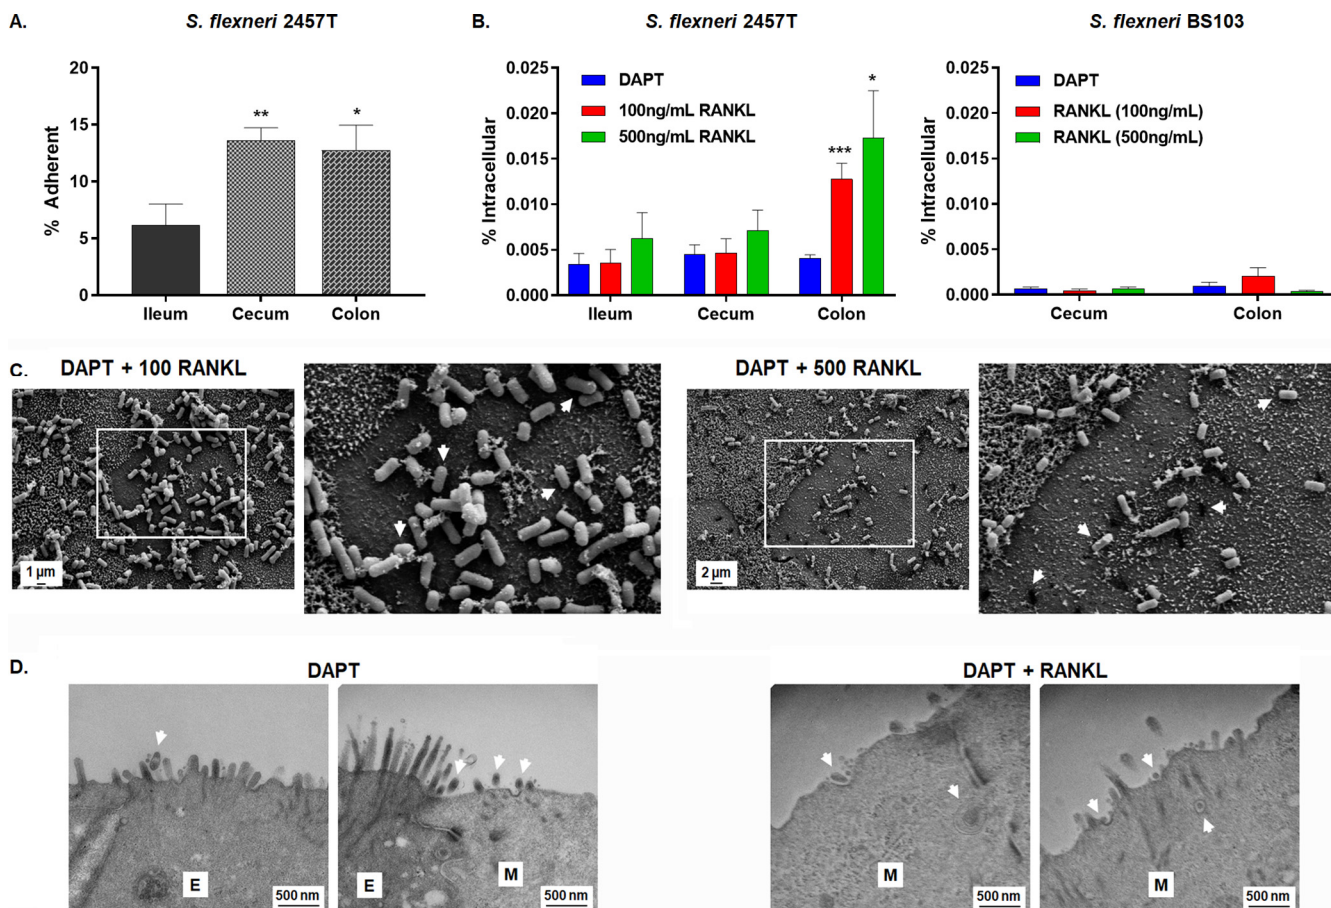 A.
S. flexneri 2457T
% Adherent
20
15
10
5
0
**
*
Ileum
Cecum
Colon
B.
S. flexneri 2457T
% Intracellular
0.025
0.020
0.015
0.010
0.005
0.000
DAPT
100ng/mL RANKL
500ng/mL RANKL
***
*
Ileum
Cecum
Colon
S. flexneri BS103
% Intracellular
0.025
0.020
0.015
0.010
0.005
0.000
DAPT
RANKL (100ng/mL)
RANKL (500ng/mL)
Cecum
Colon
C.
DAPT + 100 RANKL
1 µm
DAPT + 500 RANKL
2 µm
D.
DAPT
E
500 nm
E
M
500 nm
DAPT + RANKL
M
500 nm
M
500 nm